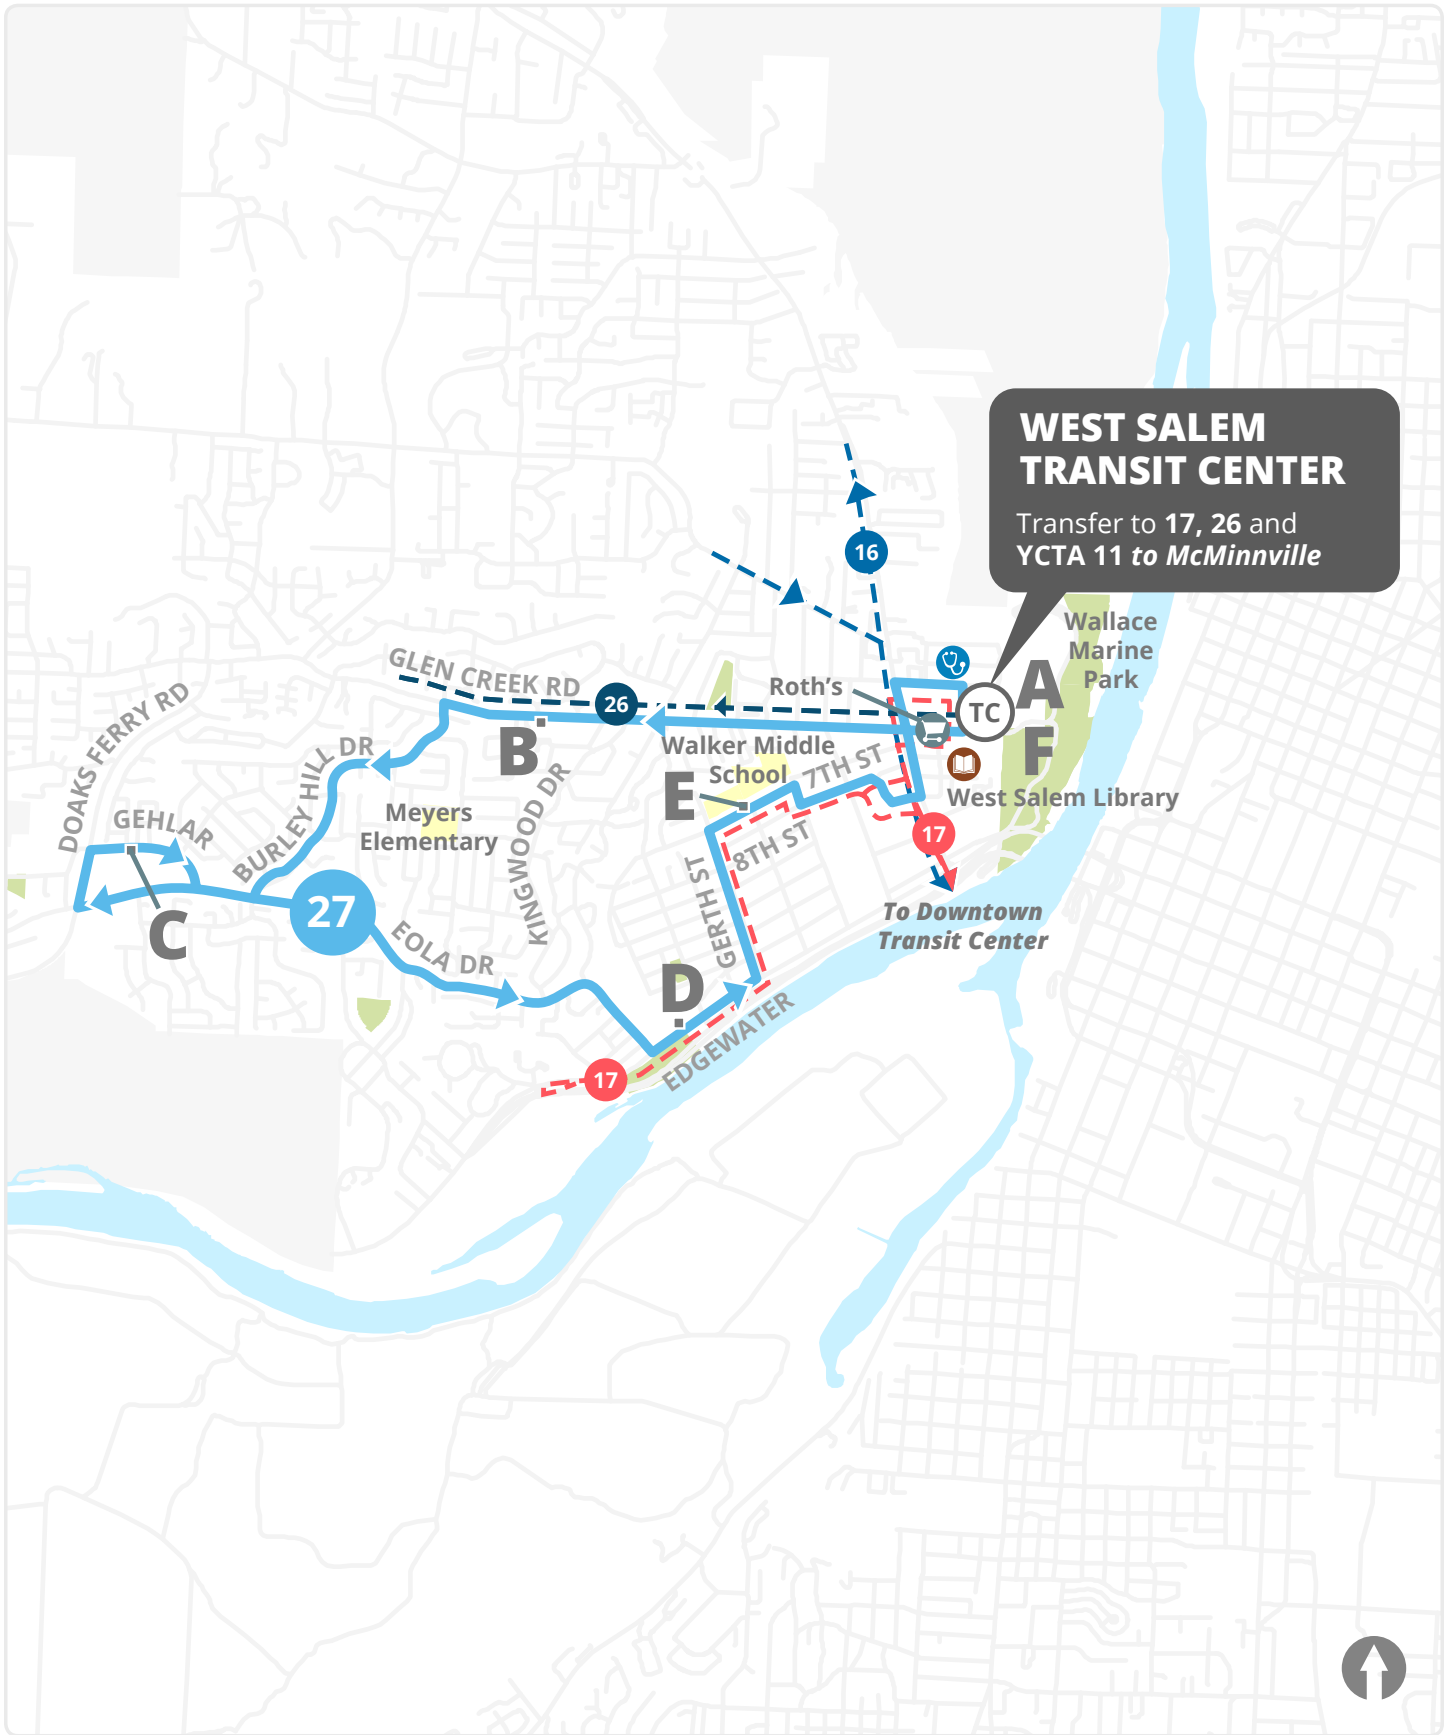 WEST SALEM
TRANSIT CENTER
Transfer to 17, 26 and
YCTA 11 to McMinnville
16
Wallace
Marine
Park
GLEN CREEK RD
26
Roth's
TC
A
DOAKS FERRY RD
B
Walker Middle
School
F
BURLEY HILL DR
7TH ST
E
West Salem Library
KINGWOOD DR
Meyers
Elementary
GEHLAR
8TH ST
17
GERTH ST
27
C
To Downtown
Transit Center
EOLA DR
D
EDGEWATER
17